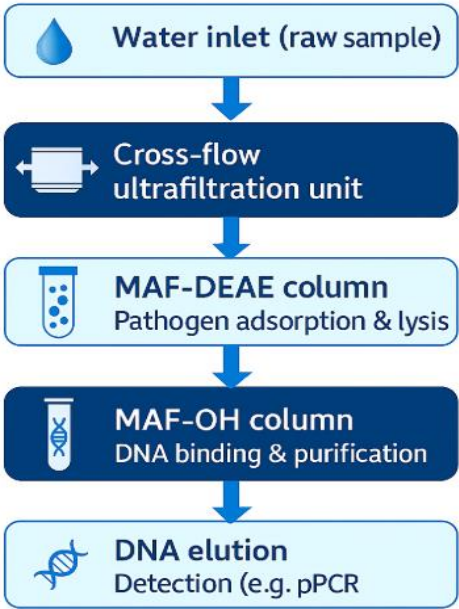 Water inlet (raw sample)
Cross-flow
ultrafiltration unit
MAF-DEAE column
Pathogen adsorption & lysis
MAF-OH column
DNA binding & purification
DNA elution
Detection (e.g. pPCR